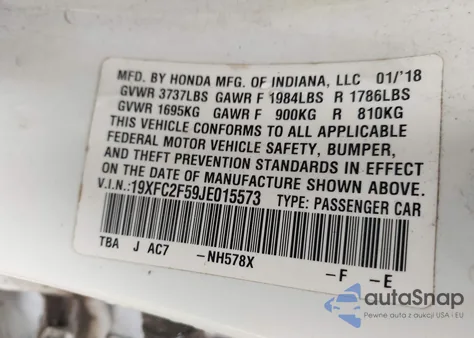 MFD. BY HONDA MFG. OF INDIANA, LLC 01/'18
GVWR 3737LBS GAWR F 1984LBS R 1786LBS
GVWR 1695KG GAWR F 900KG R 810KG
THIS VEHICLE CONFORMS TO ALL APPLICABLE
FEDERAL MOTOR VEHICLE SAFETY, BUMPER,
AND THEFT PREVENTION STANDARDS IN EFFECT
ON THE DATE OF MANUFACTURE SHOWN ABOVE.
V.I.N.: 19XFC2F59JE015573 TYPE: PASSENGER CAR
TBA J AC7 -NH578X -F -E
autoSnap
Pewne auta z aukcji USA i EU